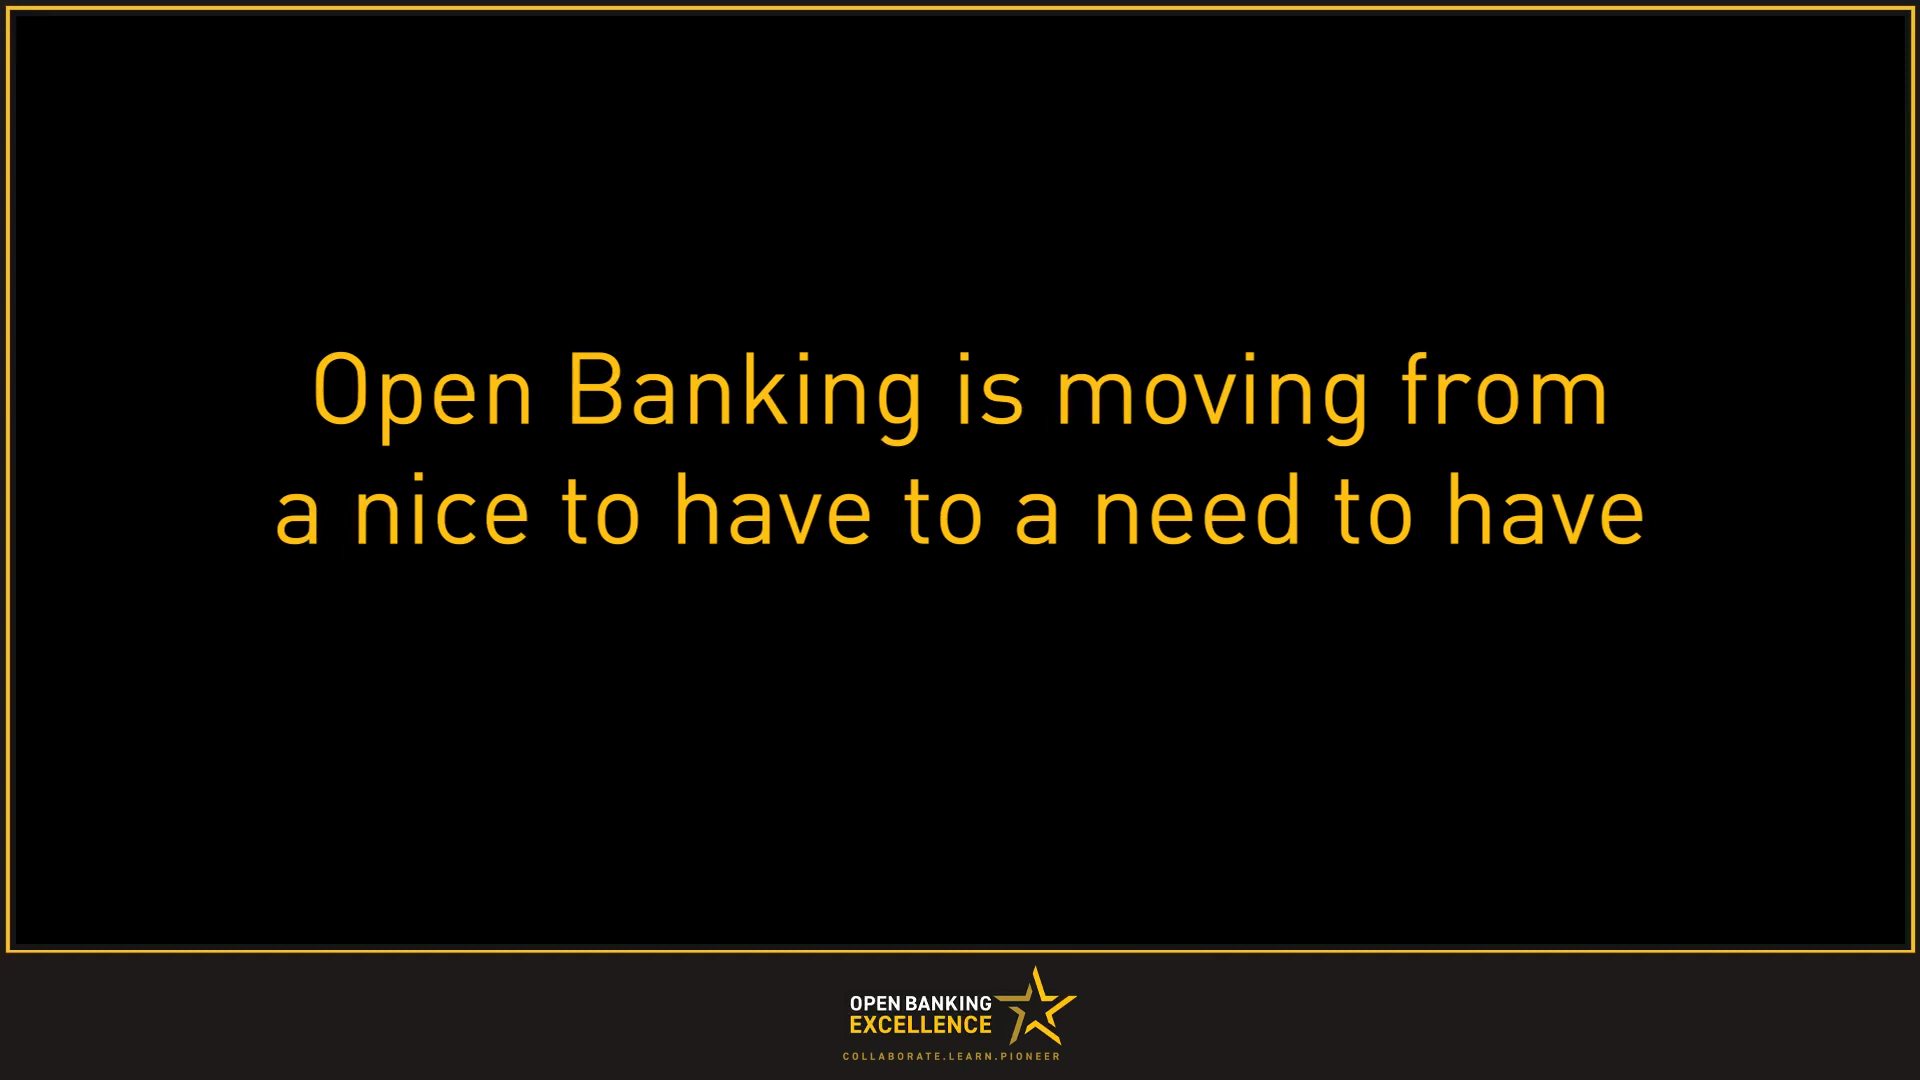 Open Banking is moving from
a nice to have to a need to have
OPEN BANKING
EXCELLENCE
COLLABORATE.LEARN.PIONEER